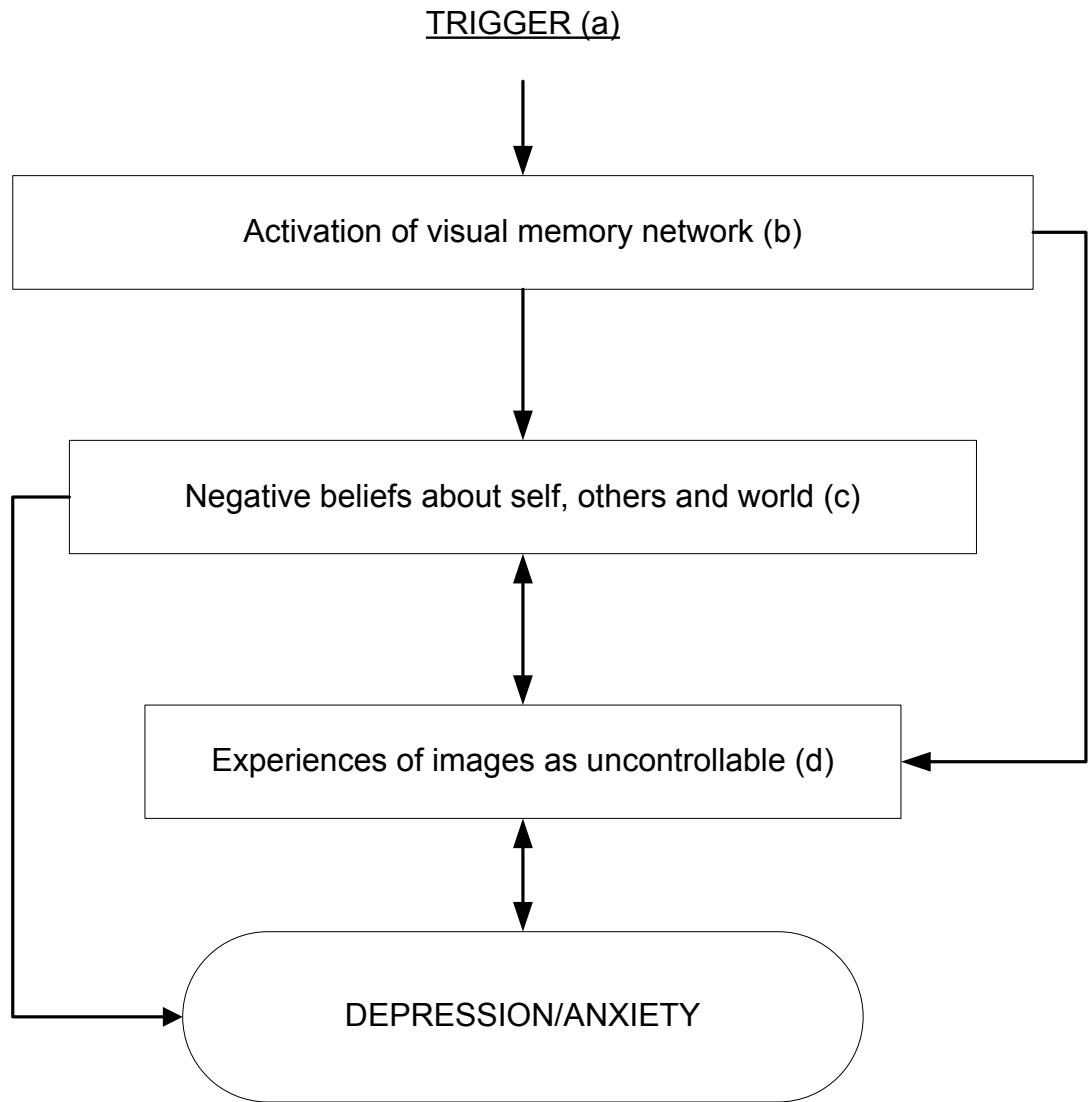 TRIGGER (a)
Activation of visual memory network (b)
Negative beliefs about self, others and world (c)
Experiences of images as uncontrollable (d)
DEPRESSION/ANXIETY